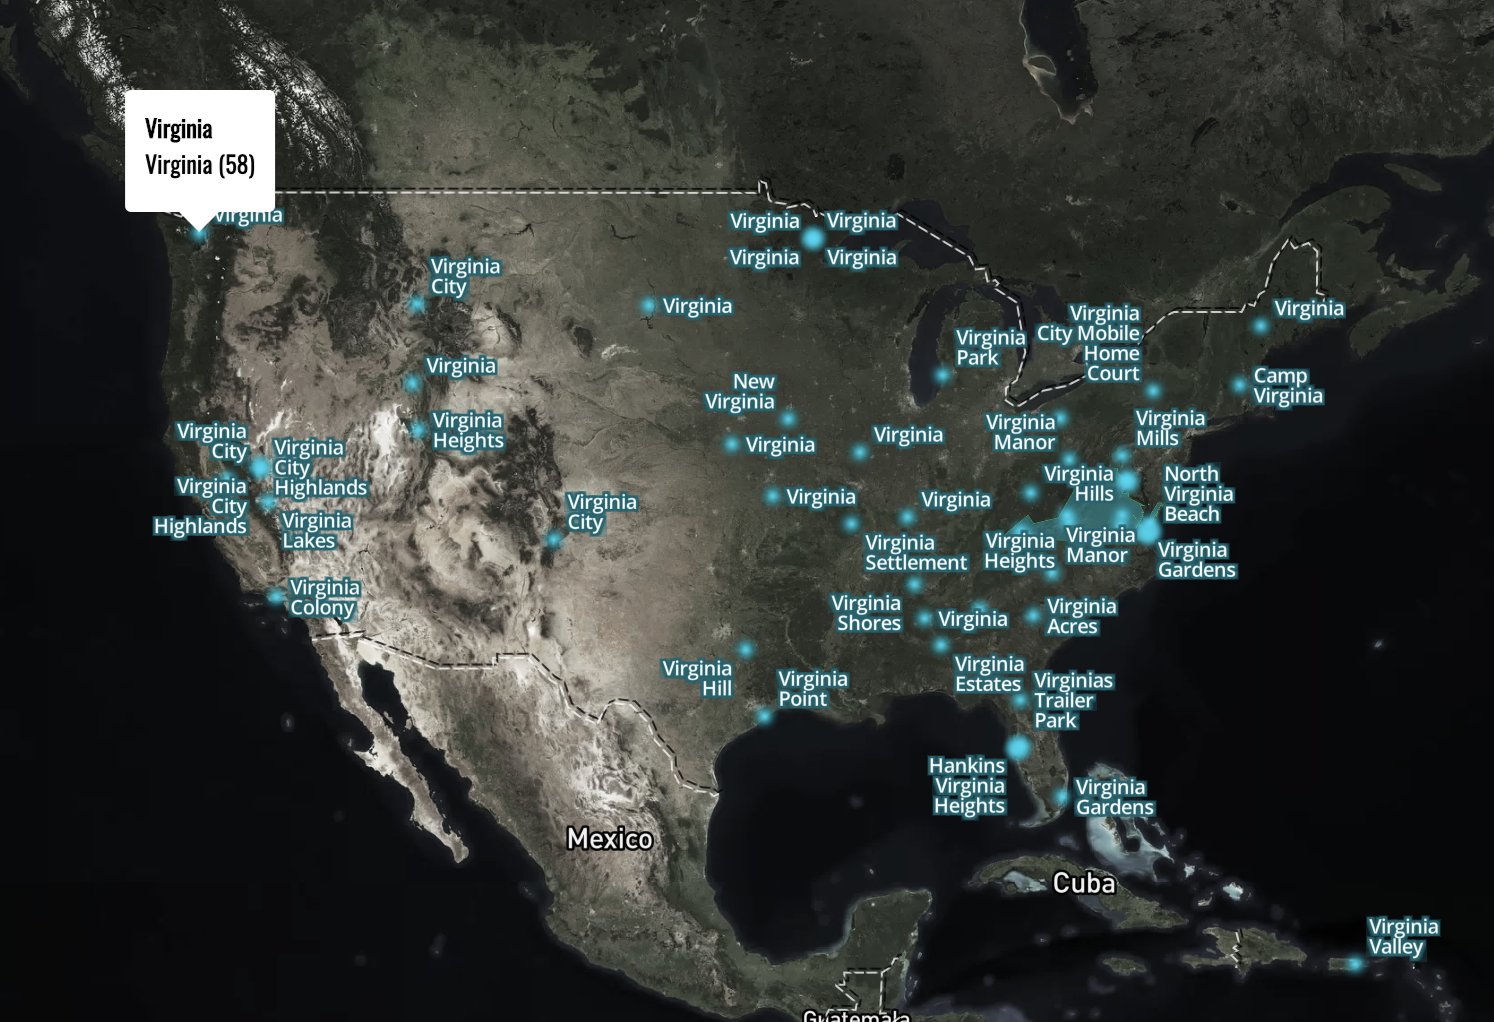 Virginia
Virginia (58)
Virginia
Virginia
Virginia
Virginia
Virginia
Virginia
City
Virginia
Virginia
Virginia
City Mobile
Home
Court
Virginia
Park
Virginia
New
Virginia
Camp
Virginia
Virginia
Heights
Virginia
City
Virginia
City
Highlands
Virginia
City
Highlands
Virginia
Lakes
Virginia
Virginia
Virginia
Manor
Virginia
Mills
Virginia
Hills
North
Virginia
Beach
Virginia
City
Virginia
Virginia
Virginia
Settlement
Virginia
Heights
Virginia
Manor
Virginia
Gardens
Virginia
Colony
Virginia
Shores
Virginia
Virginia
Acres
Virginia
Hill
Virginia
Point
Virginia
Estates
Virginias
Trailer
Park
Hankins
Virginia
Heights
Virginia
Gardens
Mexico
Cuba
Virginia
Valley
Guatemala